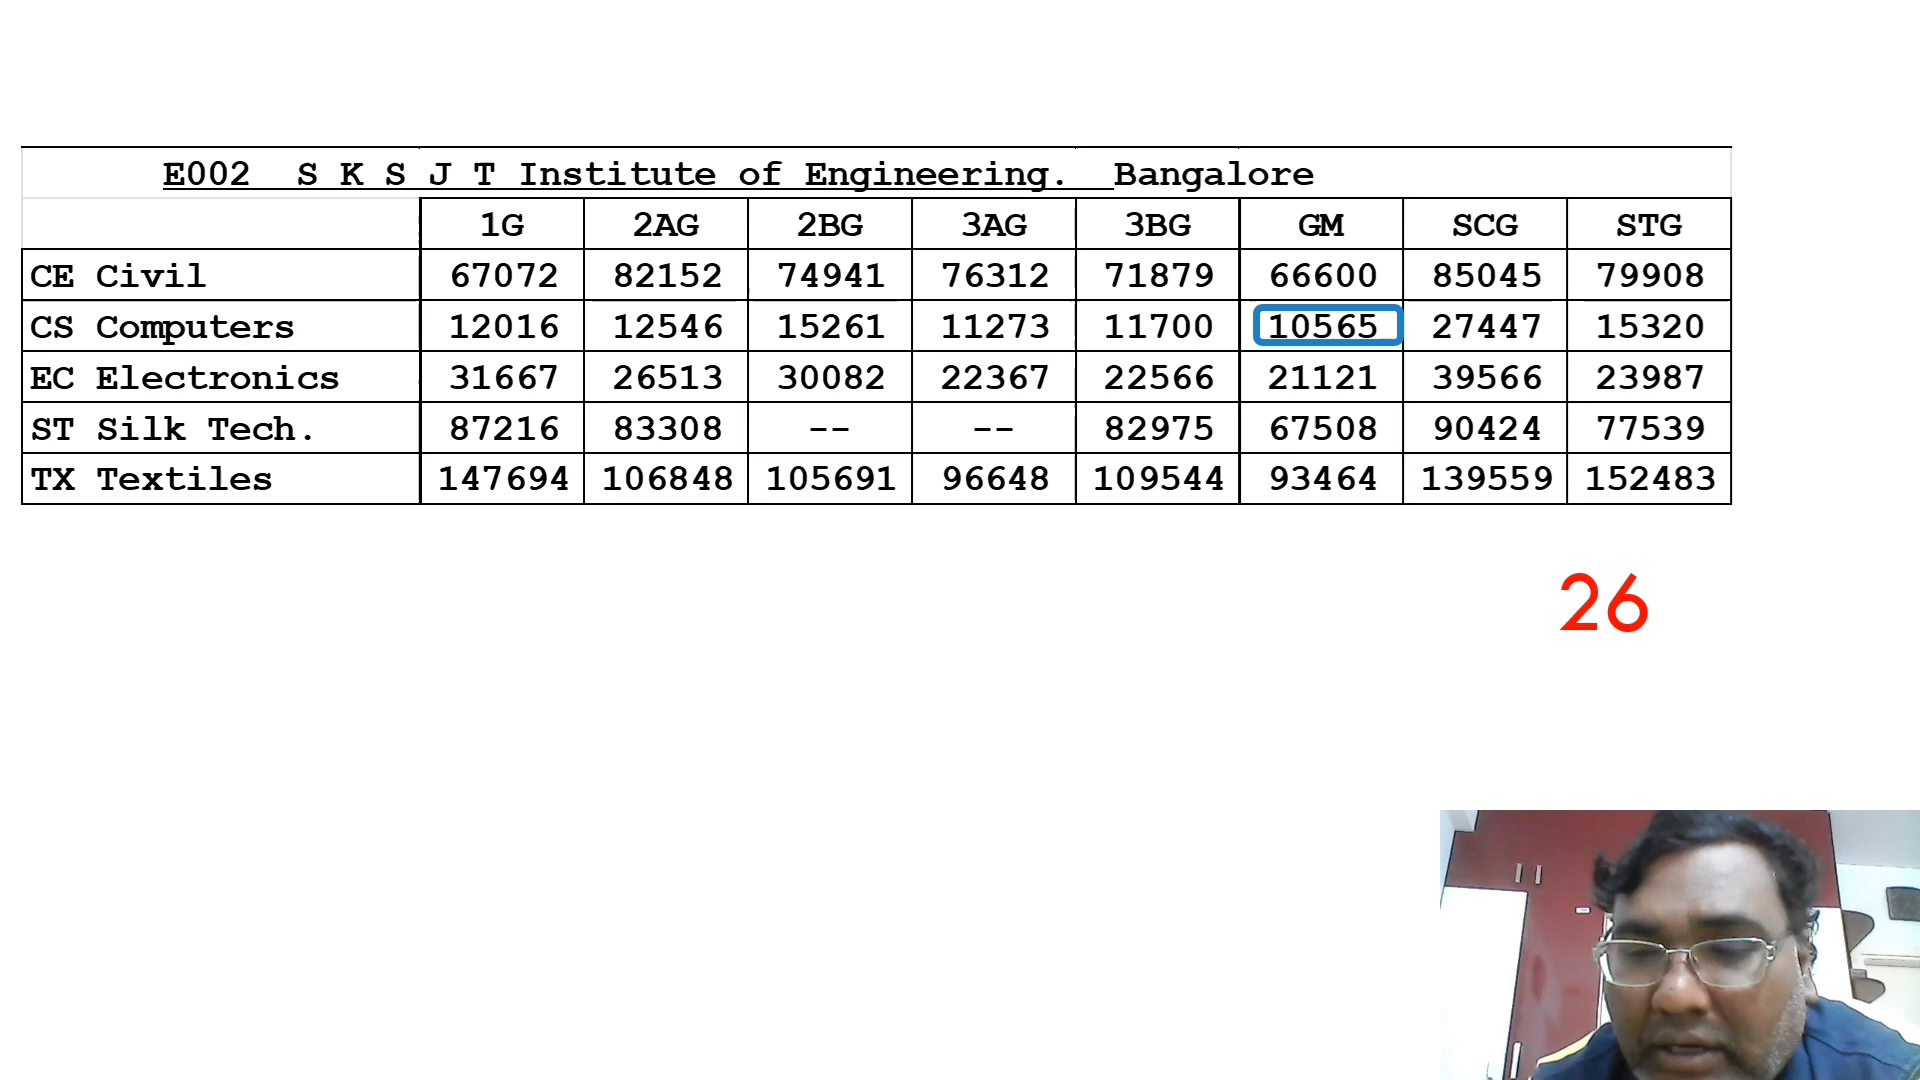 E002 S K S J T Institute of Engineering. Bangalore
1G 2AG 2BG 3AG 3BG GM SCG STG
CE Civil 67072 82152 74941 76312 71879 66600 85045 79908
CS Computers 12016 12546 15261 11273 11700 10565 27447 15320
EC Electronics 31667 26513 30082 22367 22566 21121 39566 23987
ST Silk Tech. 87216 83308 -- -- 82975 67508 90424 77539
TX Textiles 147694 106848 105691 96648 109544 93464 139559 152483
26